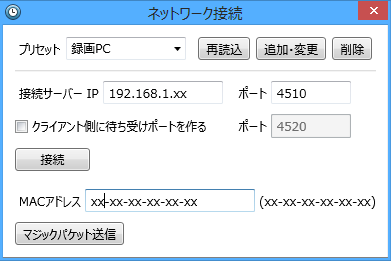 ネットワーク接続
プリセット 録画PC 再読込 追加・変更 削除
接続サーバー IP 192.168.1.xx ポート 4510
クライアント側に待ち受けポートを作る ポート 4520
接続
MACアドレス xx-xx-xx-xx-xx-xx (xx-xx-xx-xx-xx-xx)
マジックパケット送信